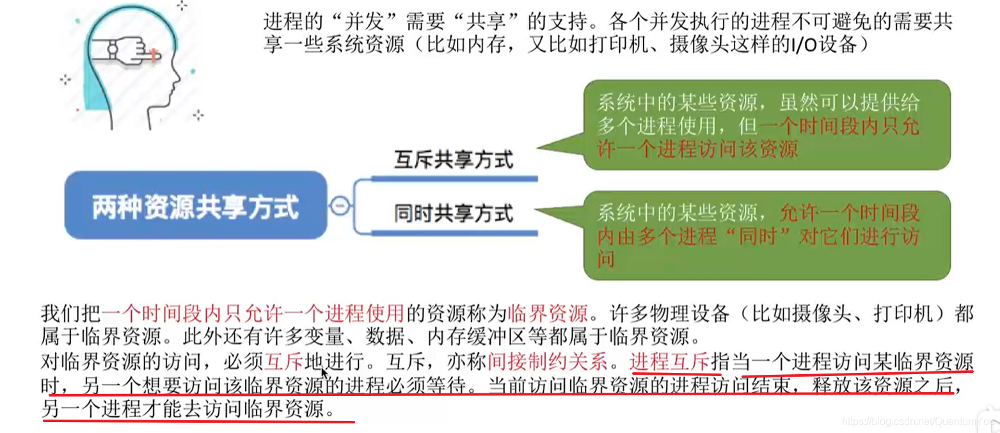 进程的“并发”需要“共享”的支持。各个并发执行的进程不可避免的需要共
享一些系统资源（比如内存，又比如打印机、摄像头这样的I/O设备）
系统中的某些资源，虽然可以提供给
多个进程使用，但一个时间段内只允
许一个进程访问该资源
互斥共享方式
两种资源共享方式
同时共享方式
系统中的某些资源，允许一个时间段
内由多个进程“同时”对它们进行访
问
我们把一个时间段内只允许一个进程使用的资源称为临界资源。许多物理设备（比如摄像头、打印机）都
属于临界资源。此外还有许多变量、数据、内存缓冲区等都属于临界资源。
对临界资源的访问，必须互斥地进行。互斥，亦称间接制约关系。进程互斥指当一个进程访问某临界资源
时，另一个想要访问该临界资源的进程必须等待。当前访问临界资源的进程访问结束，释放该资源之后，
另一个进程才能去访问临界资源。
https://blog.csdn.net/QuantumYou